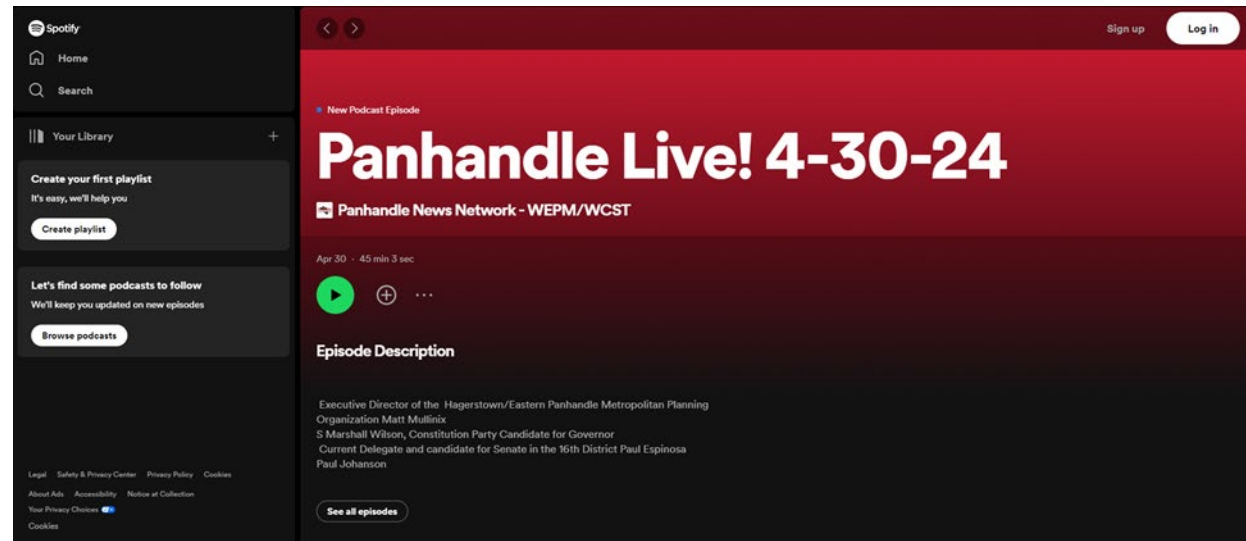 Spotify
Home
Search
Your Library
Create your first playlist
It's easy, we'll help you
Create playlist
Let's find some podcasts to follow
We'll keep you updated on new episodes
Browse podcasts
Legal Safety & Privacy Center Privacy Policy Cookies
About Ads Accessibility Notice at Collection
Your Privacy Choices
Cookies
Sign up Log in
New Podcast Episode
Panhandle Live! 4-30-24
Panhandle News Network - WEPM/WCST
Apr 30 · 45 min 3 sec
Episode Description
Executive Director of the Hagerstown/Eastern Panhandle Metropolitan Planning
Organization Matt Mullinix
S Marshall Wilson, Constitution Party Candidate for Governor
Current Delegate and candidate for Senate in the 16th District Paul Espinosa
Paul Johanson
See all episodes